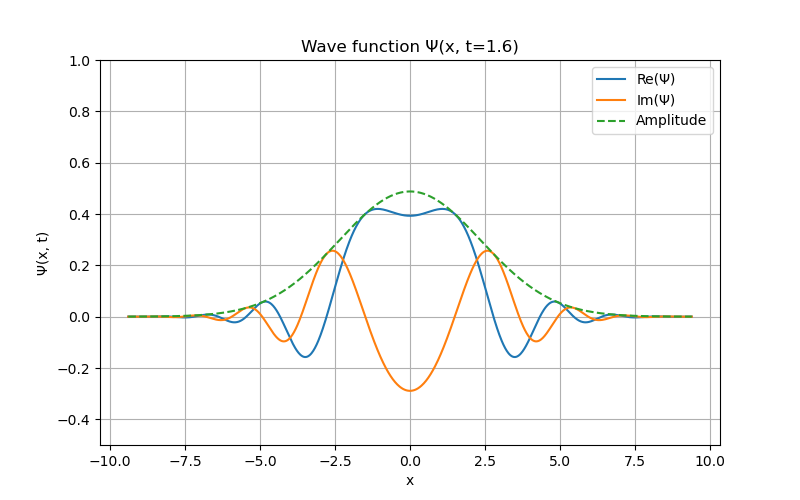 Wave function Ψ(x, t=1.6)
1.0
0.8
0.6
0.4
0.2
0.0
−0.2
−0.4
Ψ(x, t)
Re(Ψ)
Im(Ψ)
Amplitude
−10.0 −7.5 −5.0 −2.5 0.0 2.5 5.0 7.5 10.0
x